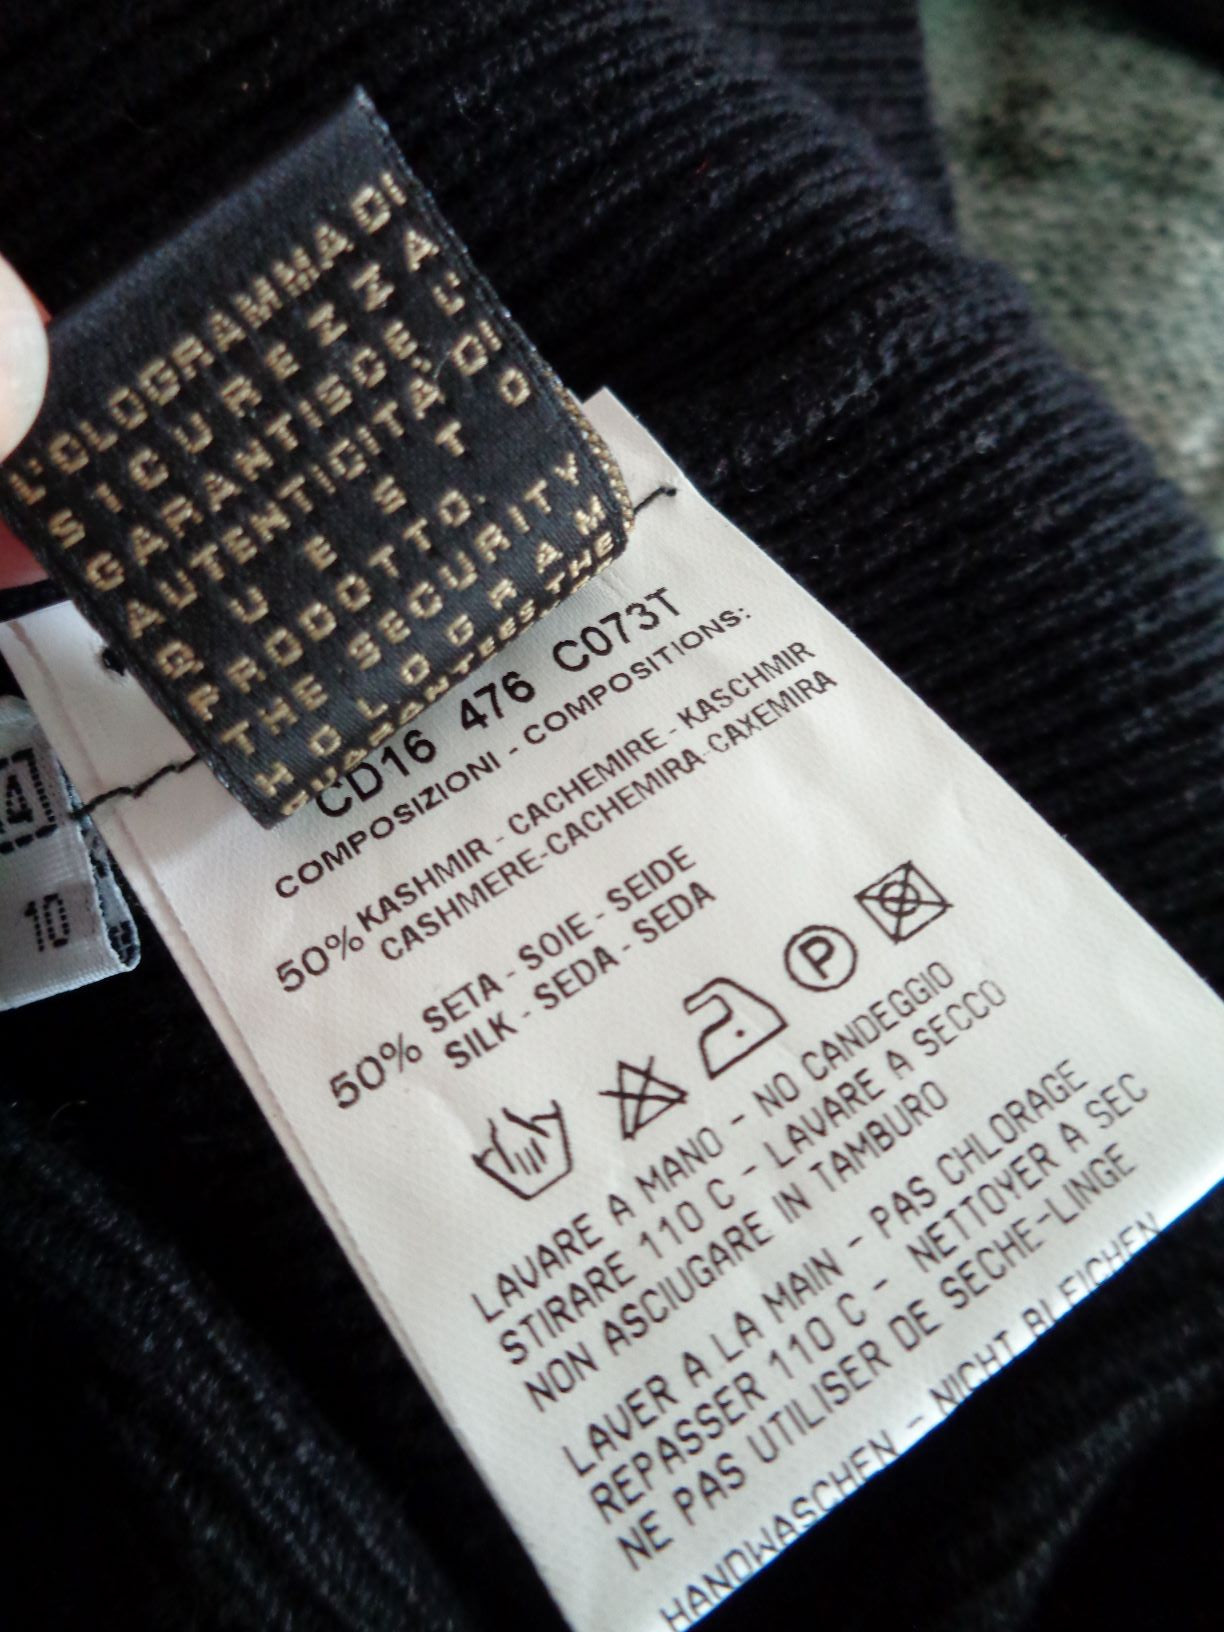 L'OLOGRAMMA DI
SICUREZZA
GARANTISCE L'
AUTENTICITÀ DI
QUESTO
PRODOTTO.
THE SECURITY
HOLOGRAM
GUARANTEES THE
CD16 476 C073T
COMPOSIZIONI - COMPOSITIONS:
50% KASHMIR - CACHEMIRE - KASCHMIR
CASHMERE-CACHEMIRA-CAXEMIRA
50% SETA - SOIE - SEIDE
SILK - SEDA - SEDA
P
LAVARE A MANO - NO CANDEGGIO
STIRARE 110 C - LAVARE A SECCO
NON ASCIUGARE IN TAMBURO
LAVER A LA MAIN - PAS CHLORAGE
REPASSER 110 C - NETTOYER A SEC
NE PAS UTILISER DE SECHE-LINGE
HANDWASCHEN - NICHT BLEICHEN